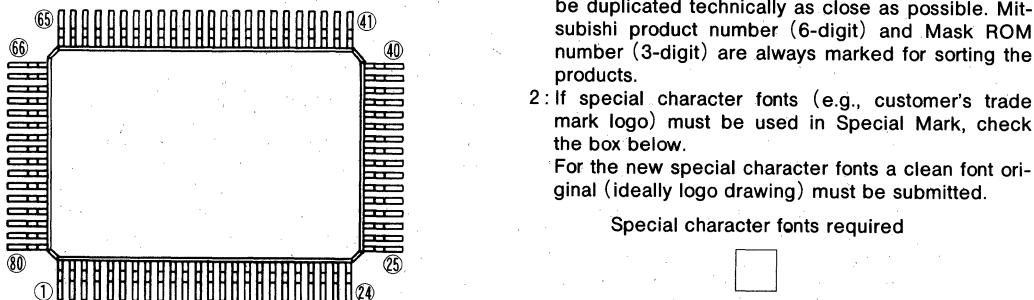 65
41
66
40
80
25
1
24
be duplicated technically as close as possible. Mit-
subishi product number (6-digit) and Mask ROM
number (3-digit) are always marked for sorting the
products.
2 : If special character fonts (e.g., customer's trade
mark logo) must be used in Special Mark, check
the box below.
For the new special character fonts a clean font ori-
ginal (ideally logo drawing) must be submitted.
Special character fonts required